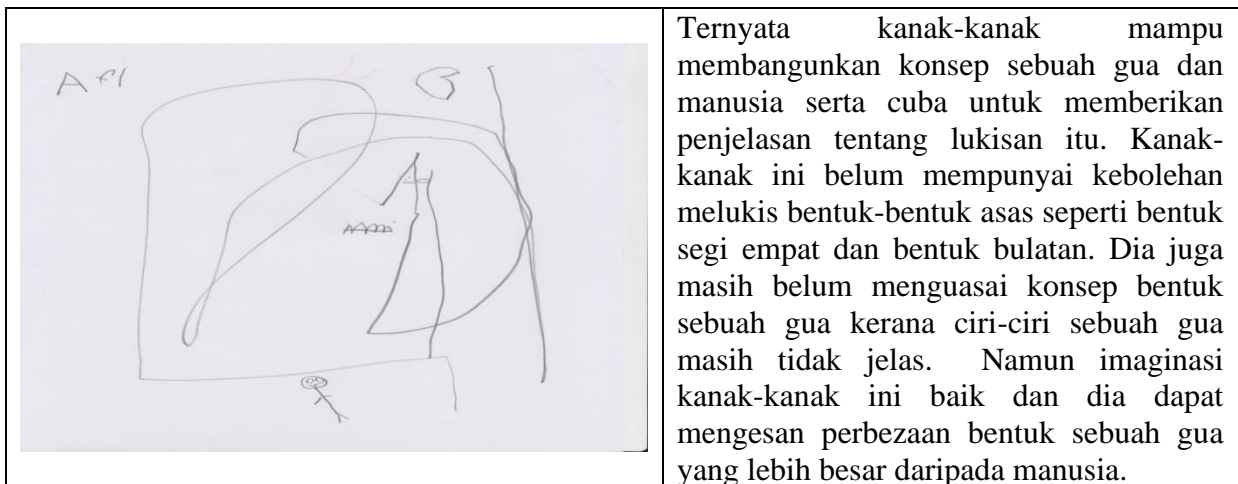 Ternyata kanak-kanak mampu
membangunkan konsep sebuah gua dan
manusia serta cuba untuk memberikan
penjelasan tentang lukisan itu. Kanak-
kanak ini belum mempunyai kebolehan
melukis bentuk-bentuk asas seperti bentuk
segi empat dan bentuk bulatan. Dia juga
masih belum menguasai konsep bentuk
sebuah gua kerana ciri-ciri sebuah gua
masih tidak jelas. Namun imaginasi
kanak-kanak ini baik dan dia dapat
mengesan perbezaan bentuk sebuah gua
yang lebih besar daripada manusia.